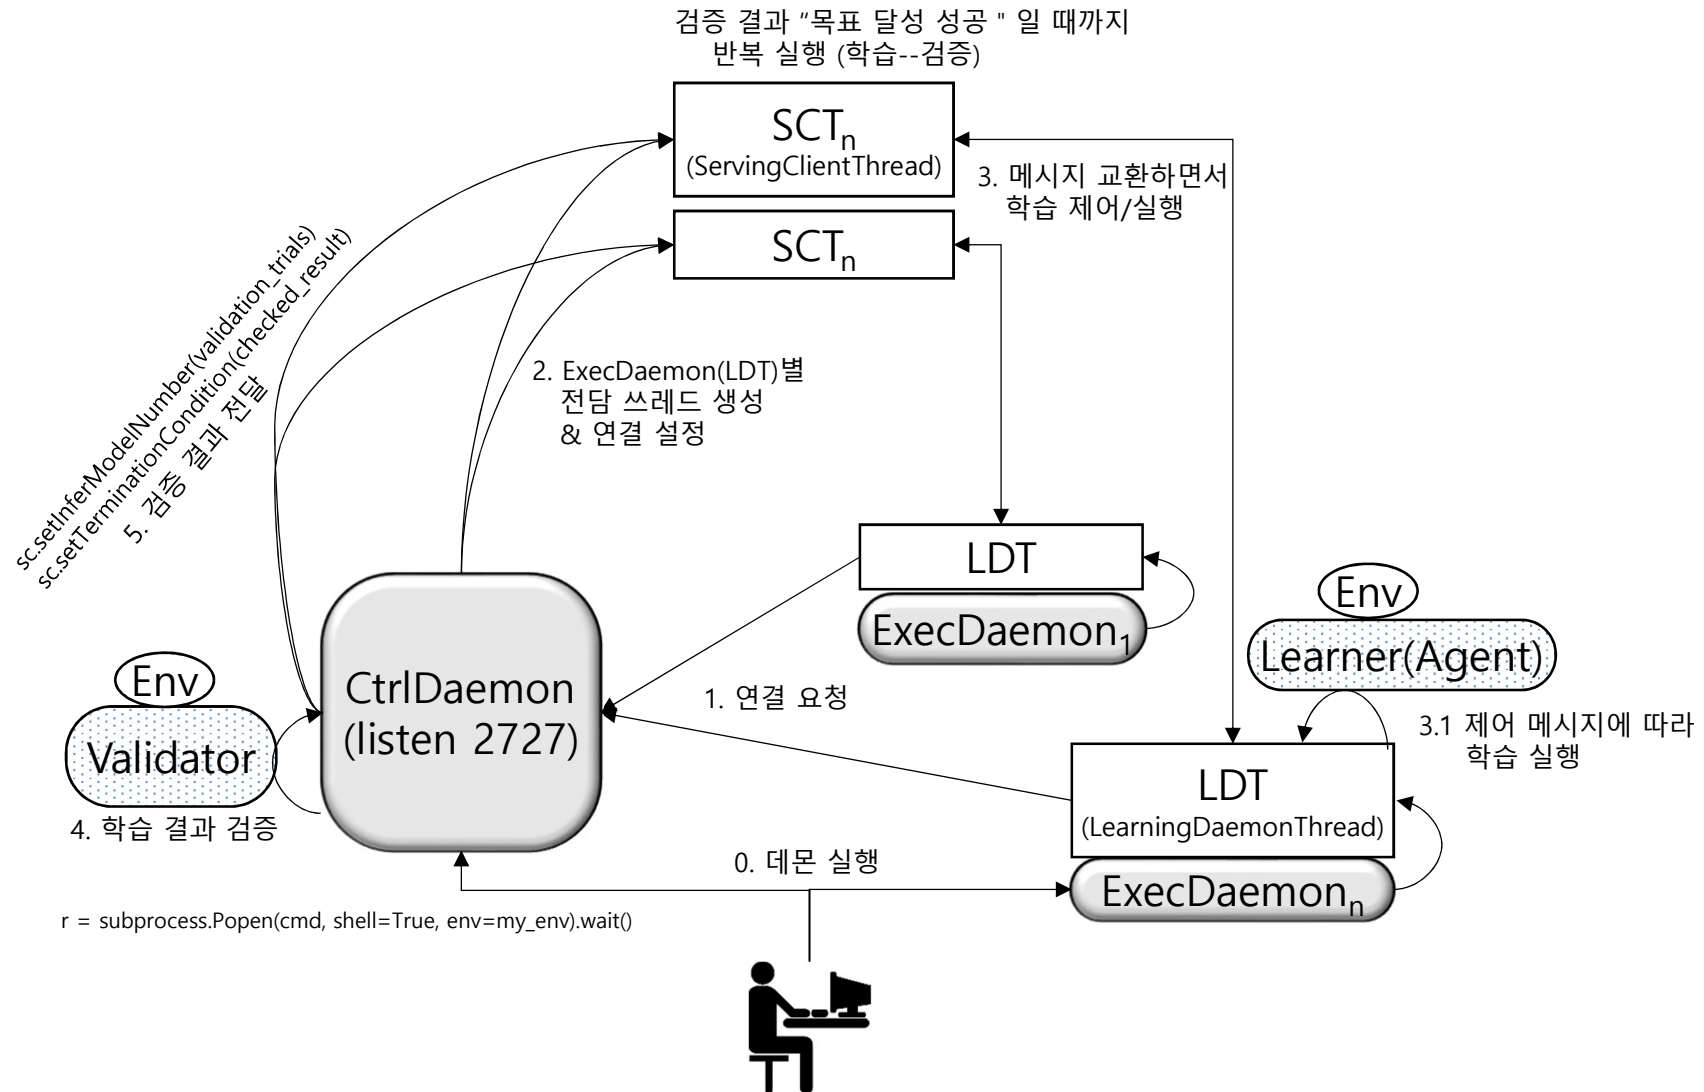 검증 결과 “목표 달성 성공 " 일 때까지
반복 실행 (학습--검증)
SCTn
(ServingClientThread)
3. 메시지 교환하면서
학습 제어/실행
SCTn
sc.setInferModelNumber(validation_trials)
sc.setTerminationCondition(checked_result)
5. 검증 결과 전달
2. ExecDaemon(LDT)별
전담 쓰레드 생성
& 연결 설정
LDT
ExecDaemon1
Env
Learner(Agent)
3.1 제어 메시지에 따라
학습 실행
Env
Validator
4. 학습 결과 검증
CtrlDaemon
(listen 2727)
1. 연결 요청
LDT
(LearningDaemonThread)
ExecDaemonn
0. 데몬 실행
r = subprocess.Popen(cmd, shell=True, env=my_env).wait()